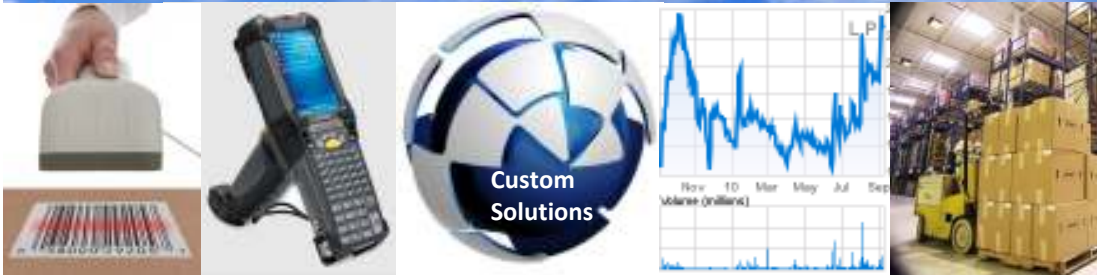 Custom
Solutions
L P
Nov 10 Mar May Jul Sep
Volume (millions)